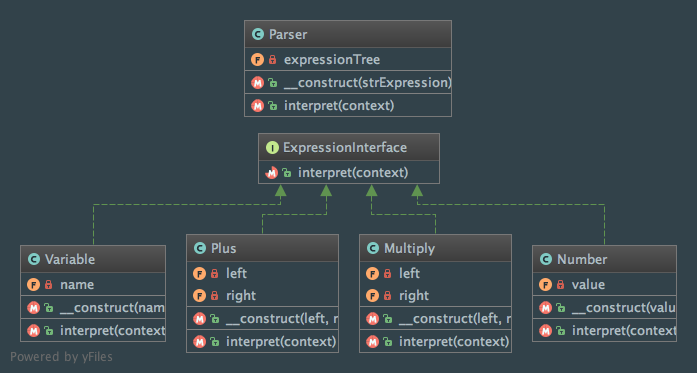 Parser
expressionTree
__construct(strExpression)
interpret(context)
ExpressionInterface
interpret(context)
Variable
name
__construct(nam
interpret(context
Plus
left
right
__construct(left, r
interpret(context)
Multiply
left
right
__construct(left, r
interpret(context)
Number
value
__construct(valu
interpret(context
Powered by yFiles